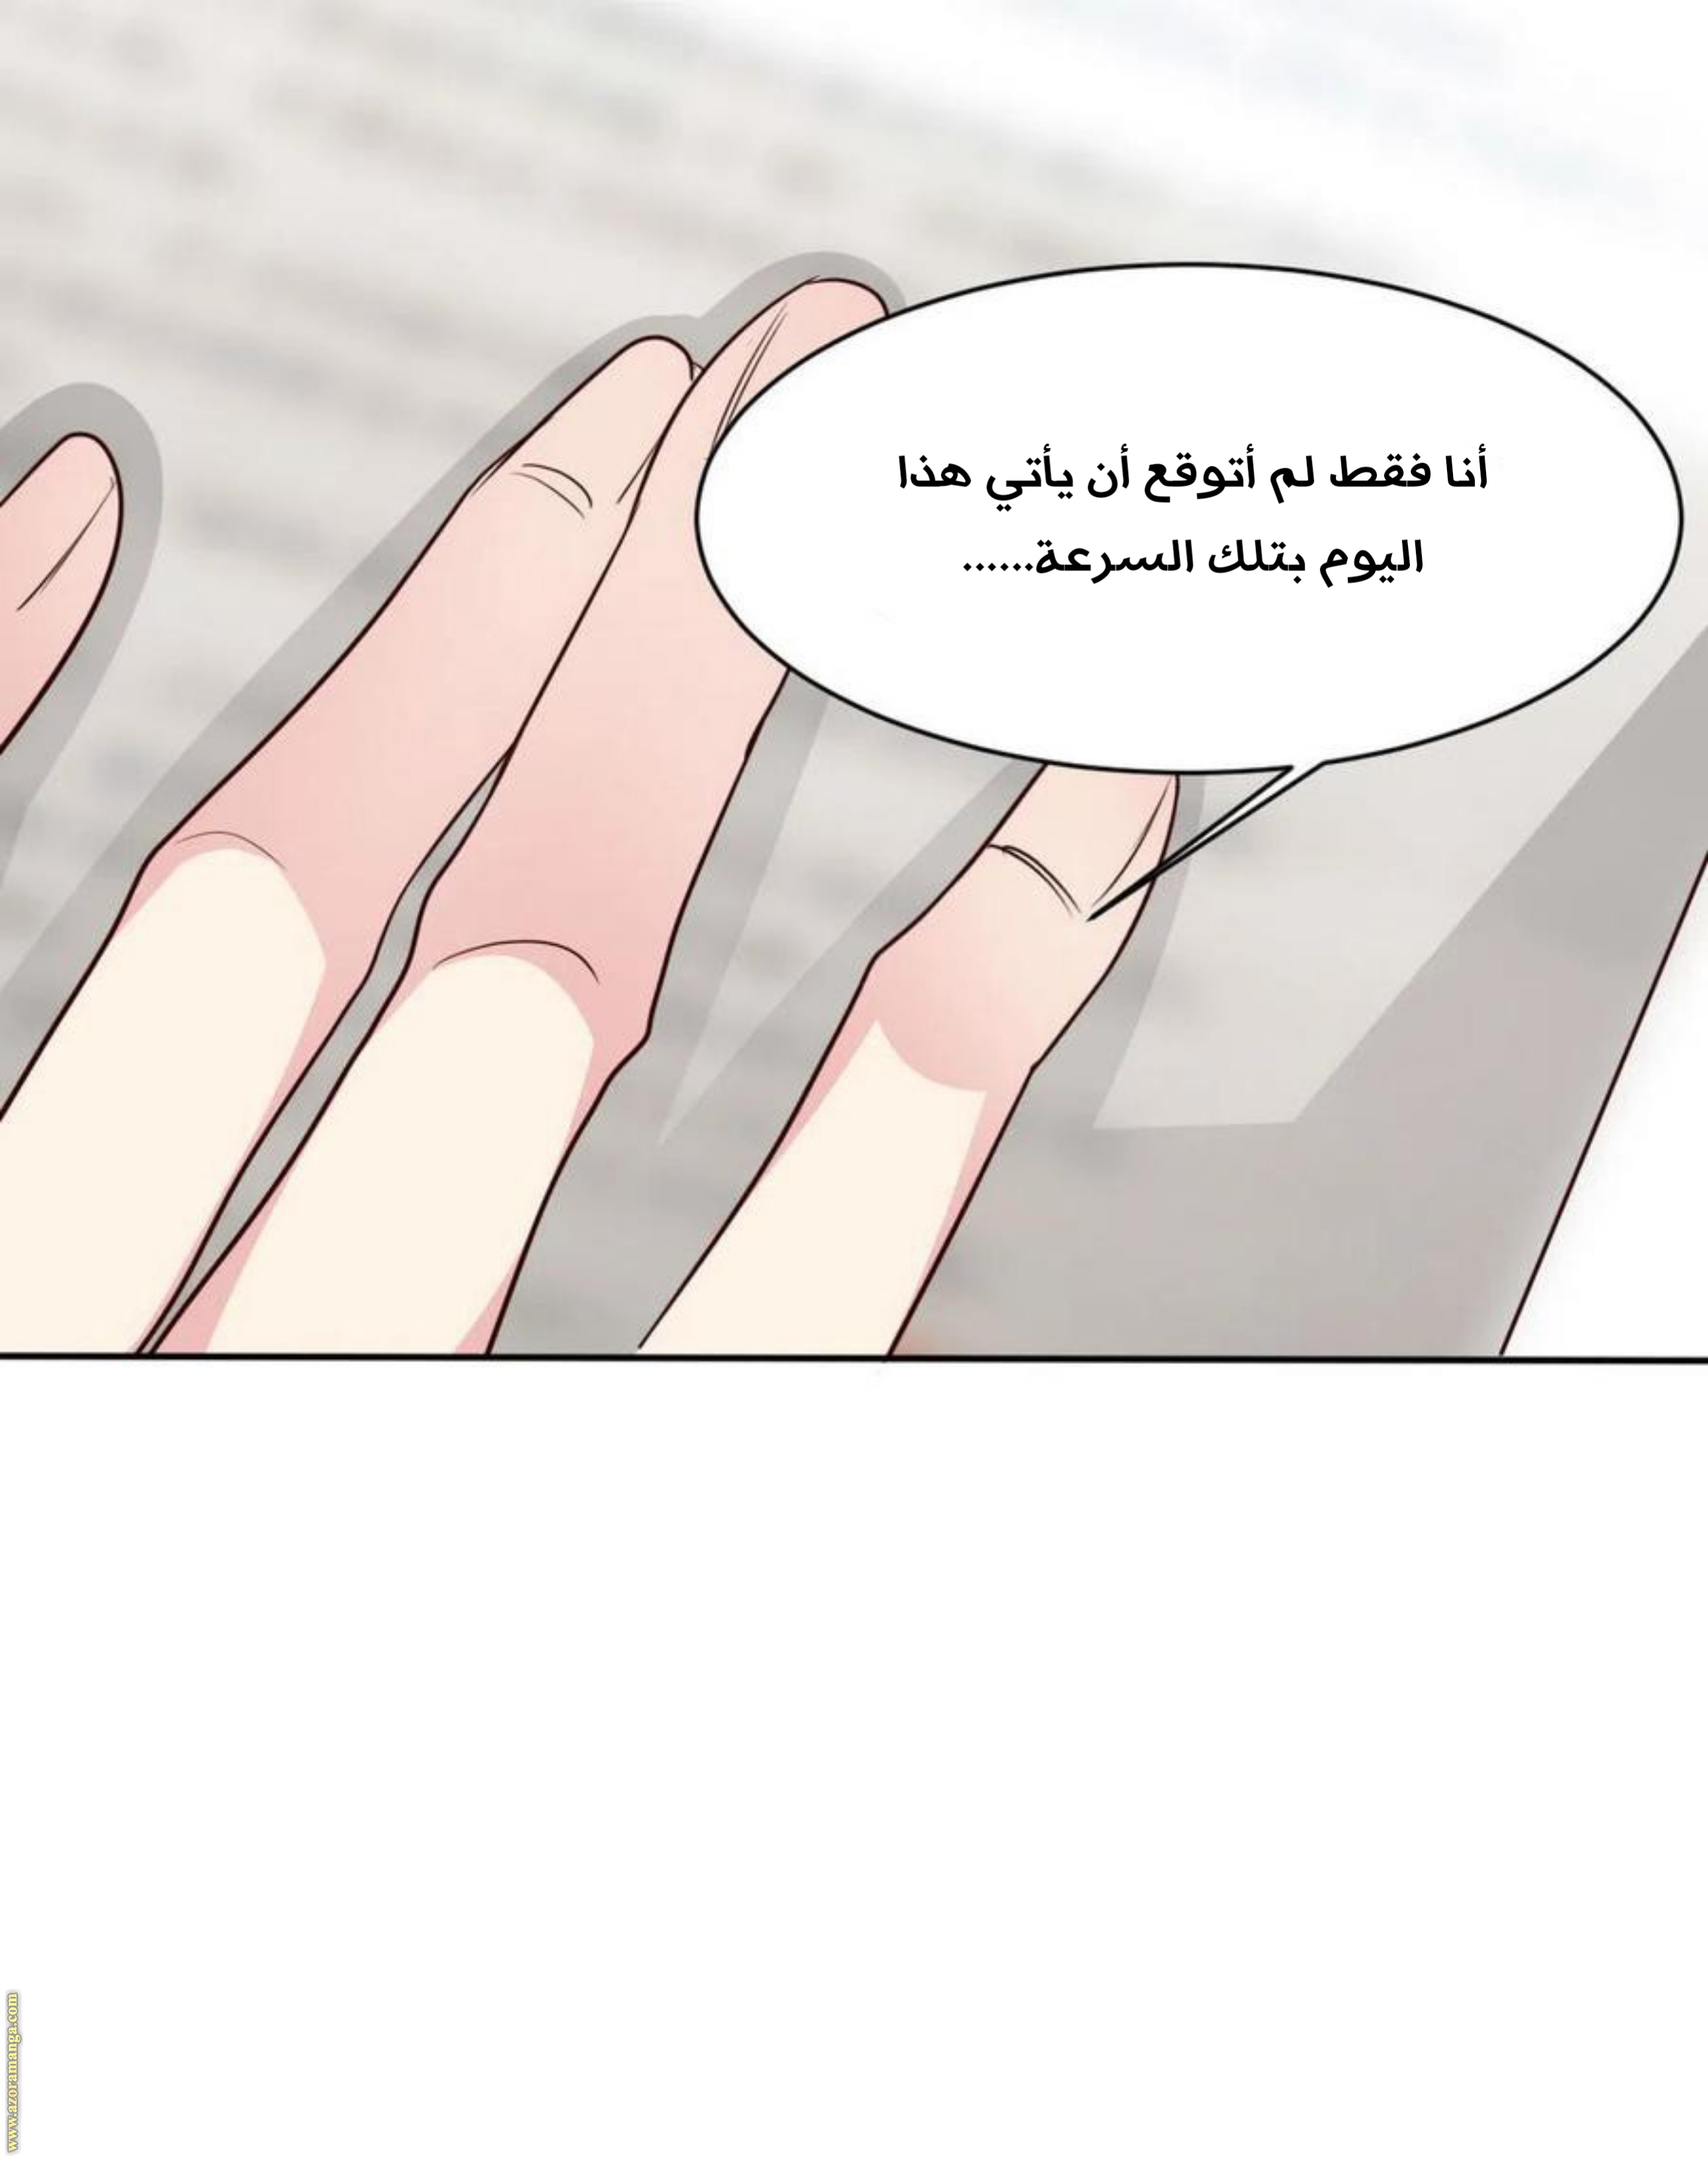 أنا فقط لم أتوقع أن يأتي هذا
اليوم بتلك السرعة......
www.azoramanga.com